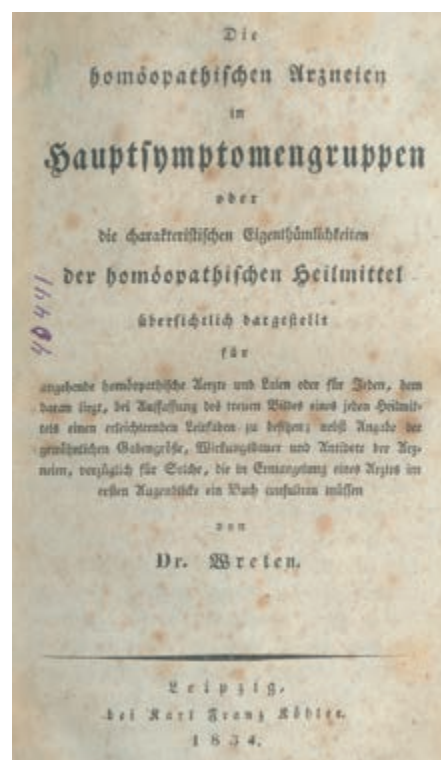 Die
homöopathischen Arzneien
in
Hauptsymptomengruppen
oder
die charakteristischen Eigenthümlichkeiten
der homöopathischen Heilmittel
übersichtlich dargestellt
für
angehende homöopathische Aerzte und Laien oder für Jeden, dem
daran liegt, bei Auffassung des treuen Bildes eines jeden Heilmit-
tels einen erleichternden Leitfaden zu besitzen; nebst Angabe der
gewöhnlichen Gabengröße, Wirkungsdauer und Antidote der Arz-
neien, vorzüglich für Solche, die in Ermangelung eines Arztes im
ersten Augenblicke ein Buch consultiren müssen
von
Dr. Wrelen.
Leipzig,
bei Karl Franz Köhler.
1834.
40441